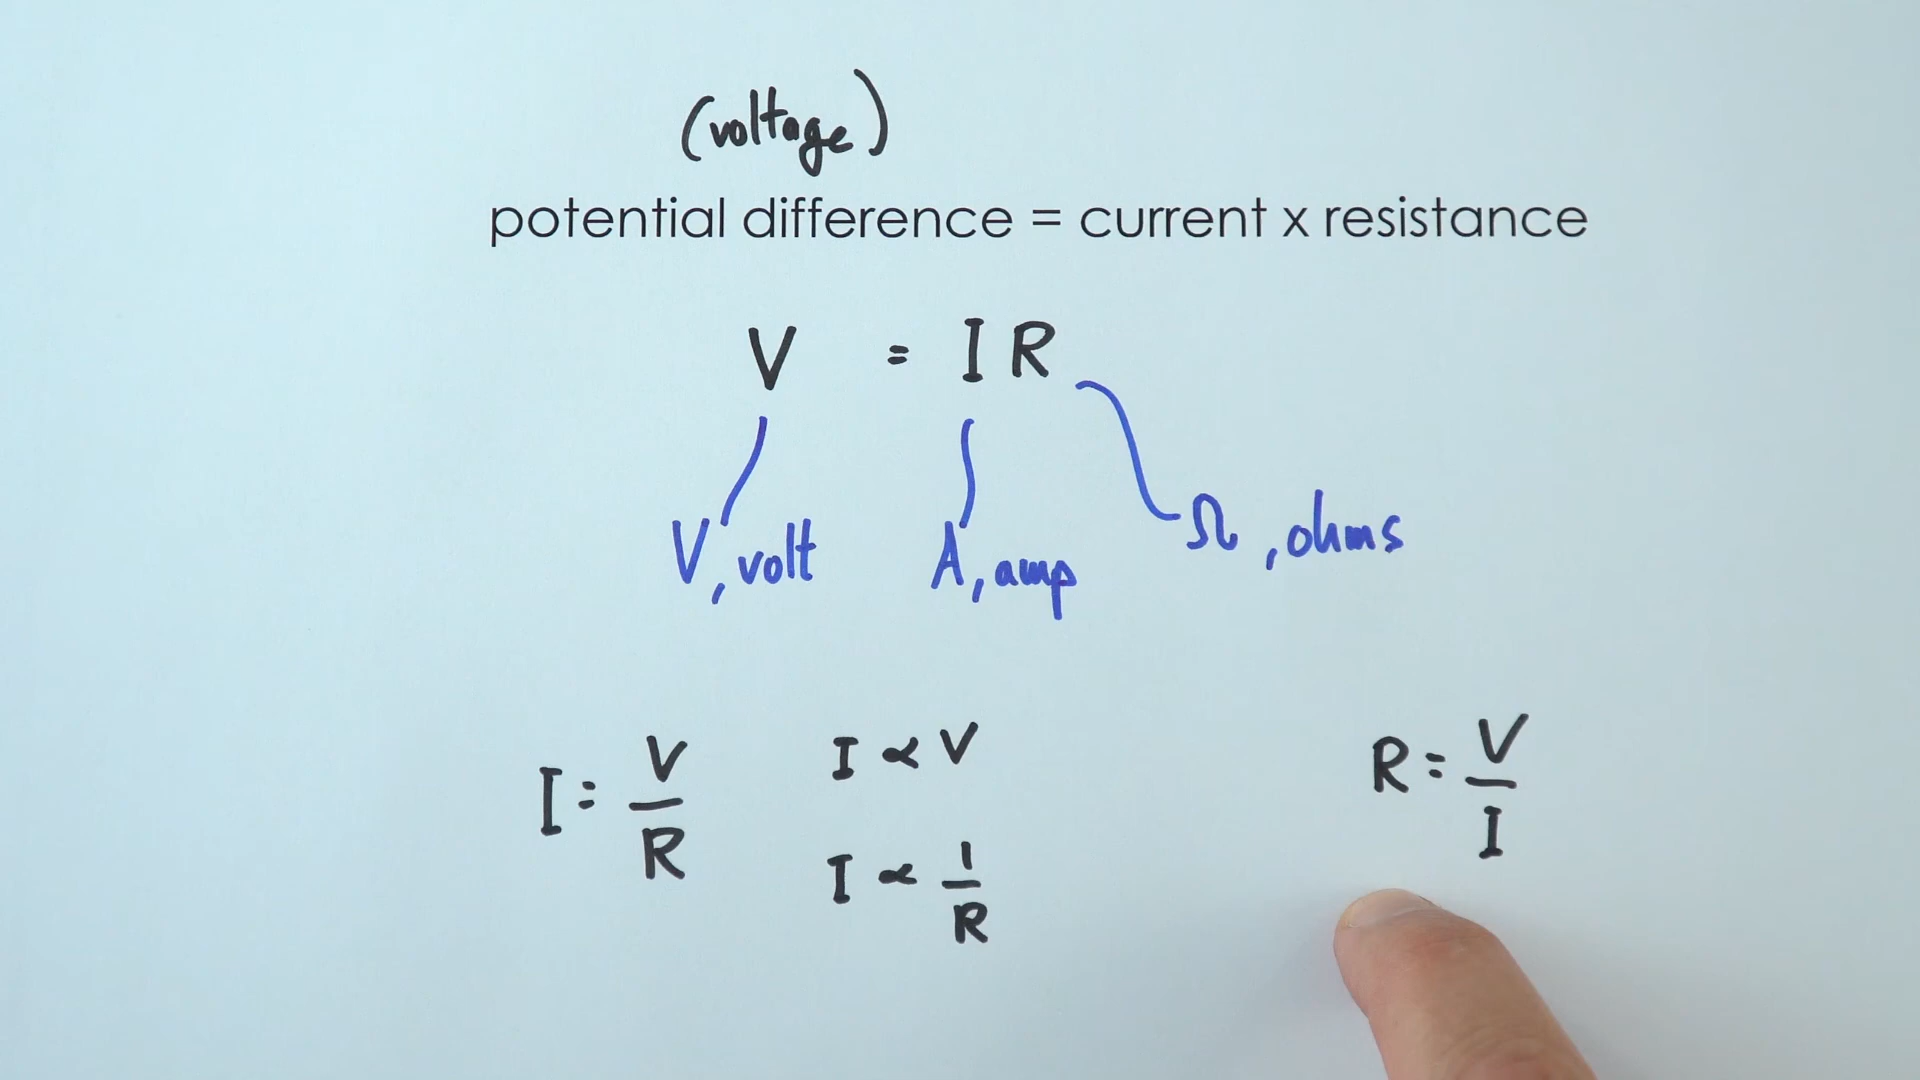 (voltage)
potential difference = current x resistance
V = I R
V, volt A, amp Ω, ohms
I = V/R I ∝ V R = V/I
I ∝ 1/R